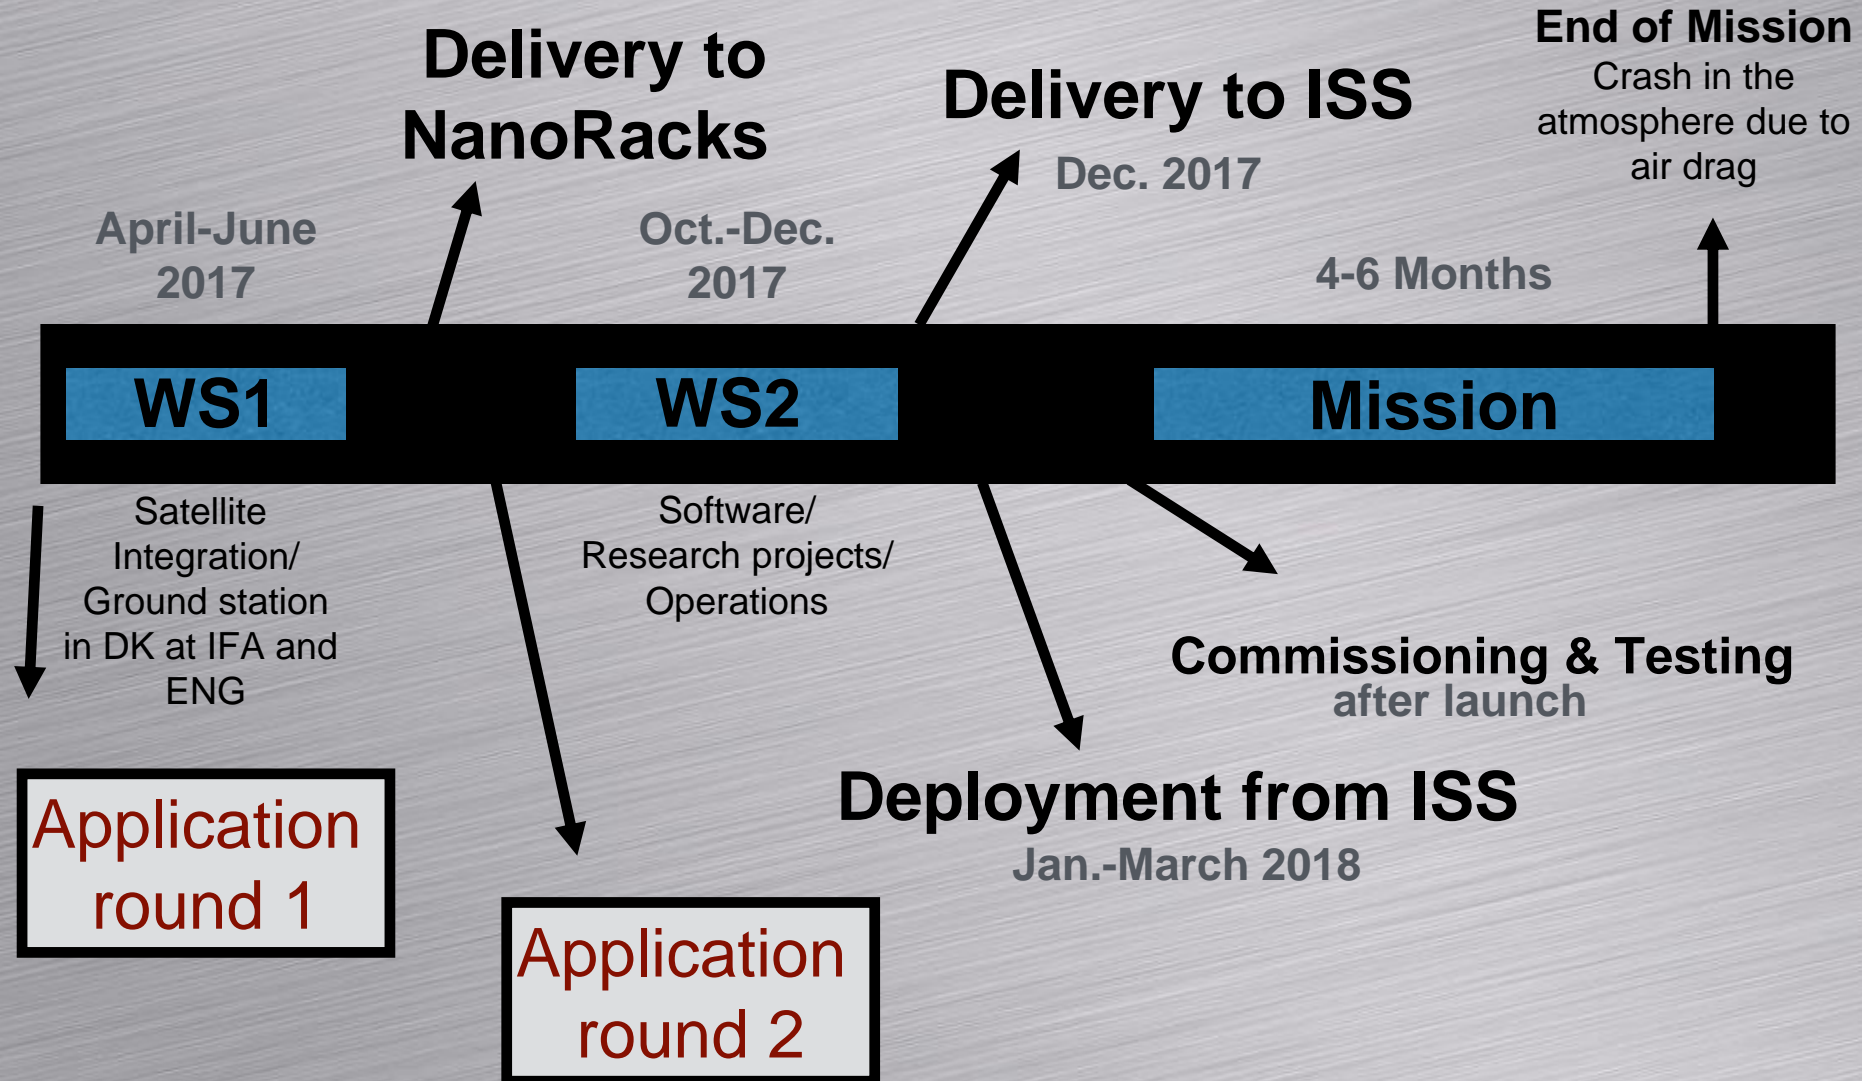 Delivery to
NanoRacks
Delivery to ISS
Dec. 2017
End of Mission
Crash in the
atmosphere due to
air drag
April-June
2017
Oct.-Dec.
2017
4-6 Months
WS1
WS2
Mission
Satellite
Integration/
Ground station
in DK at IFA and
ENG
Software/
Research projects/
Operations
Commissioning & Testing
after launch
Deployment from ISS
Jan.-March 2018
Application
round 1
Application
round 2